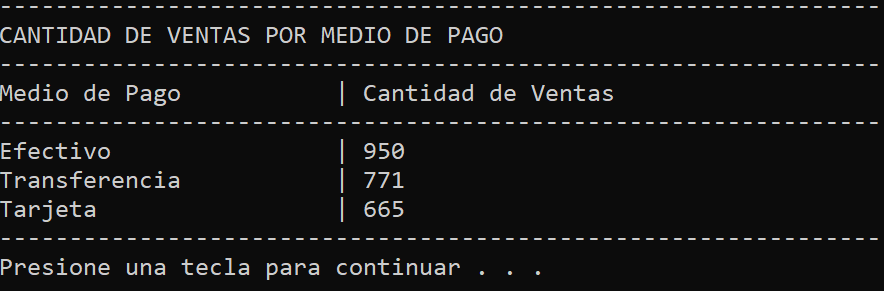 ---------------------------------------------------------------
CANTIDAD DE VENTAS POR MEDIO DE PAGO
---------------------------------------------------------------
Medio de Pago           | Cantidad de Ventas
---------------------------------------------------------------
Efectivo                | 950
Transferencia           | 771
Tarjeta                 | 665
---------------------------------------------------------------
Presione una tecla para continuar . . .